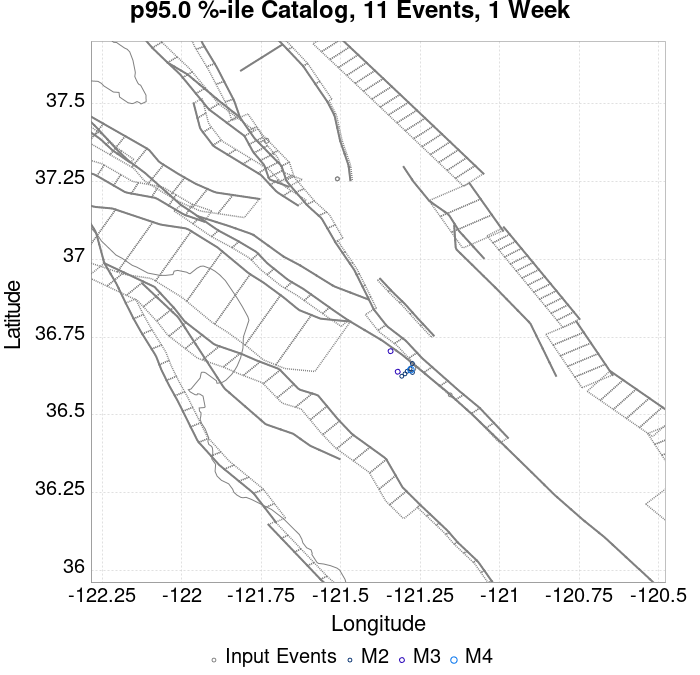 p95.0 %-ile Catalog, 11 Events, 1 Week
37.5
37.25
37
36.75
36.5
36.25
36
Latitude
-122.25 -122 -121.75 -121.5 -121.25 -121 -120.75 -120.5
Longitude
Input Events M2 M3 M4